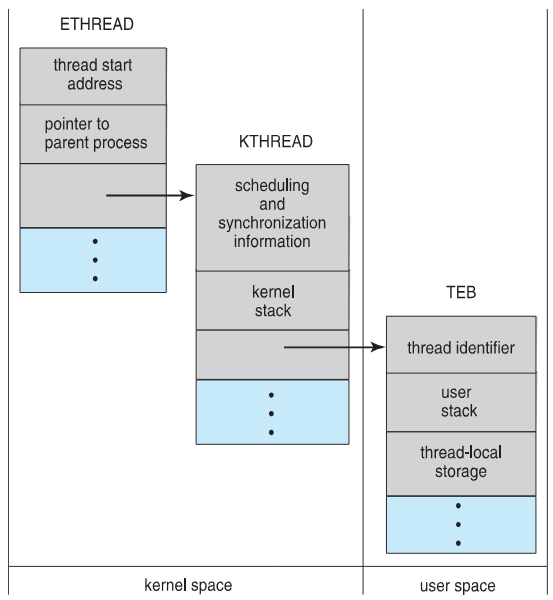 ETHREAD
thread start
address
pointer to
parent process
KTHREAD
scheduling
and
synchronization
information
kernel
stack
TEB
thread identifier
user
stack
thread-local
storage
kernel space
user space